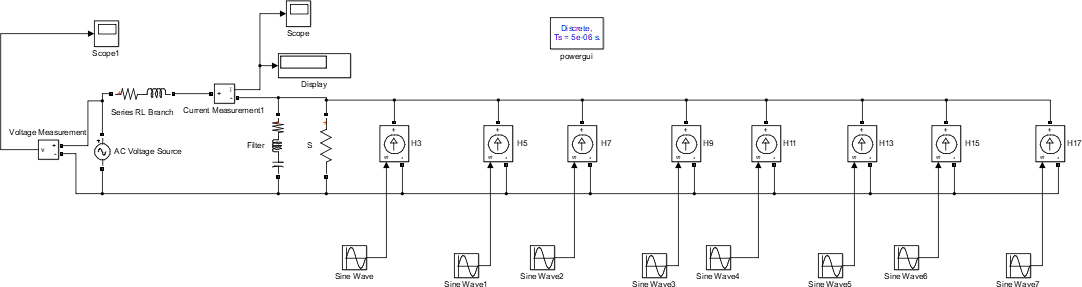 Scope1
Scope
Discrete,
Ts = 5e-06 s.
powergui
Display
Series RL Branch
Current Measurement1
Voltage Measurement
+
-
v
AC Voltage Source
+
i
-
Filter
S
H3
H5
H7
H9
H11
H13
H15
H17
Sine Wave
Sine Wave1
Sine Wave2
Sine Wave3
Sine Wave4
Sine Wave5
Sine Wave6
Sine Wave7